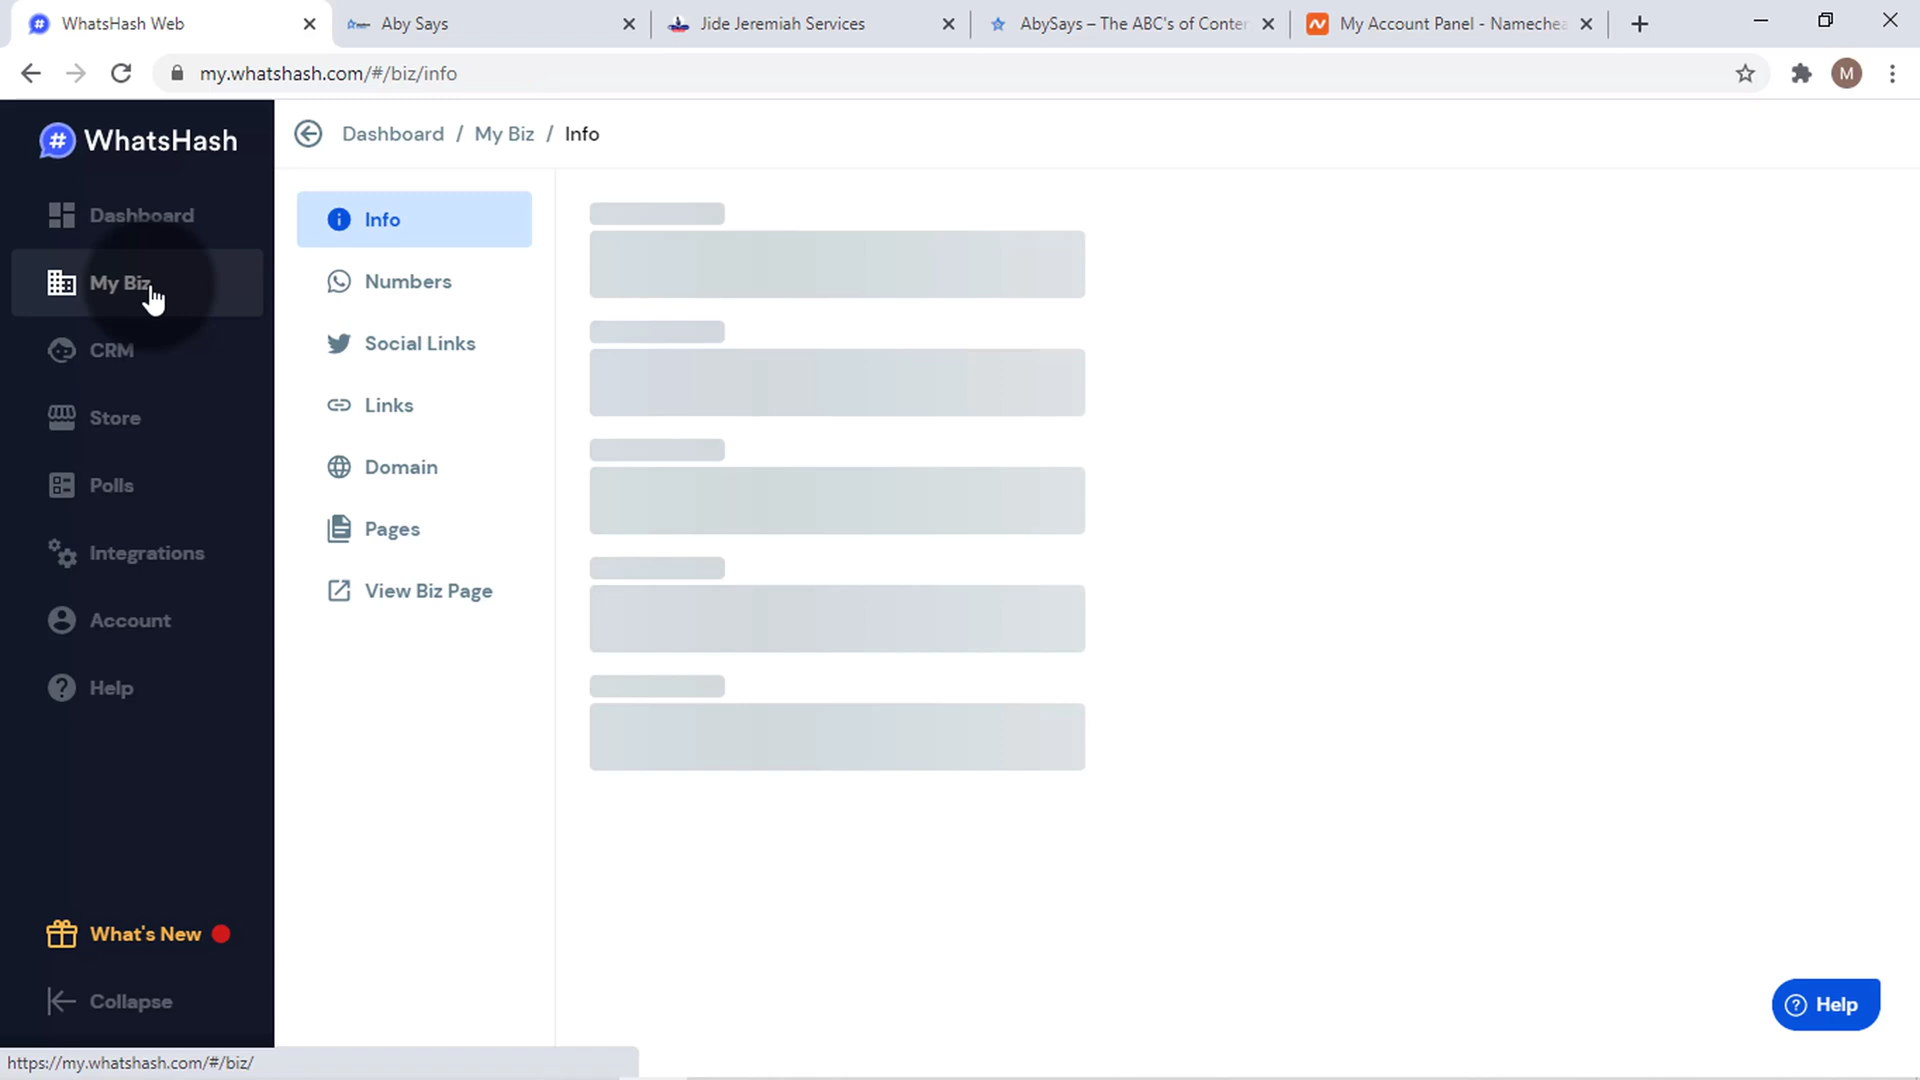 WhatsHash Web
Aby Says
Jide Jeremiah Services
AbySays – The ABC's of Conter
My Account Panel - Namechea
my.whatshash.com/#/biz/info
M
# WhatsHash
Dashboard / My Biz / Info
Dashboard
My Biz
CRM
Store
Polls
Integrations
Account
Help
What's New
Collapse
Info
Numbers
Social Links
Links
Domain
Pages
View Biz Page
Help
https://my.whatshash.com/#/biz/